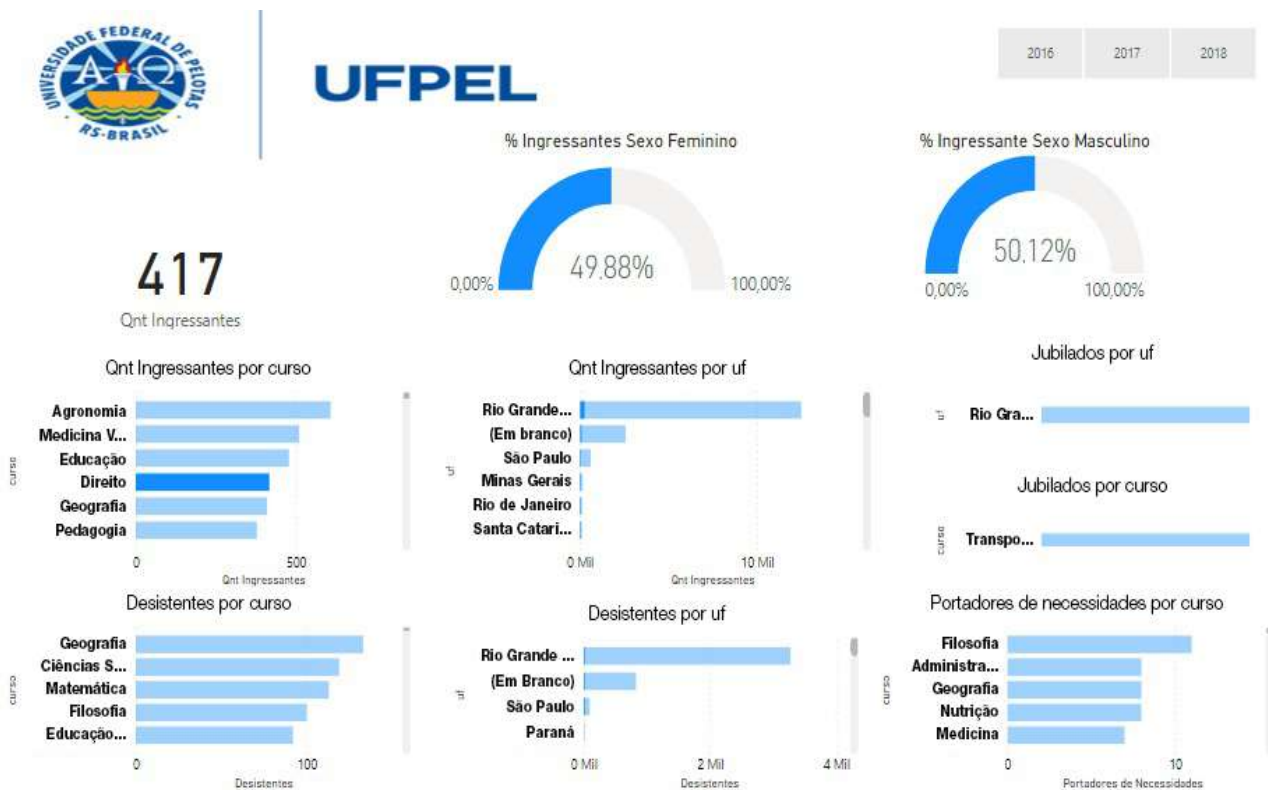 UNIVERSIDADE FEDERAL DE PELOTAS
RS-BRASIL
UFPEL
2016 2017 2018
% Ingressantes Sexo Feminino
49.88%
0,00% 100,00%
% Ingressante Sexo Masculino
50,12%
0,00% 100,00%
417
Qnt Ingressantes
Qnt Ingressantes por curso
curso
Agronomia
Medicina V...
Educação
Direito
Geografia
Pedagogia
0 500
Qnt Ingressantes
Qnt Ingressantes por uf
uf
Rio Grande...
(Em branco)
São Paulo
Minas Gerais
Rio de Janeiro
Santa Catari...
0 Mil 10 Mil
Qnt Ingressantes
Jubilados por uf
uf
Rio Gra...
Jubilados por curso
curso
Transpo...
Desistentes por curso
curso
Geografia
Ciências S...
Matemática
Filosofia
Educação...
0 100
Desistentes
Desistentes por uf
uf
Rio Grande ...
(Em Branco)
São Paulo
Paraná
0 Mil 2 Mil 4 Mil
Desistentes
Portadores de necessidades por curso
curso
Filosofia
Administra...
Geografia
Nutrição
Medicina
0 10
Portadores de Necessidades